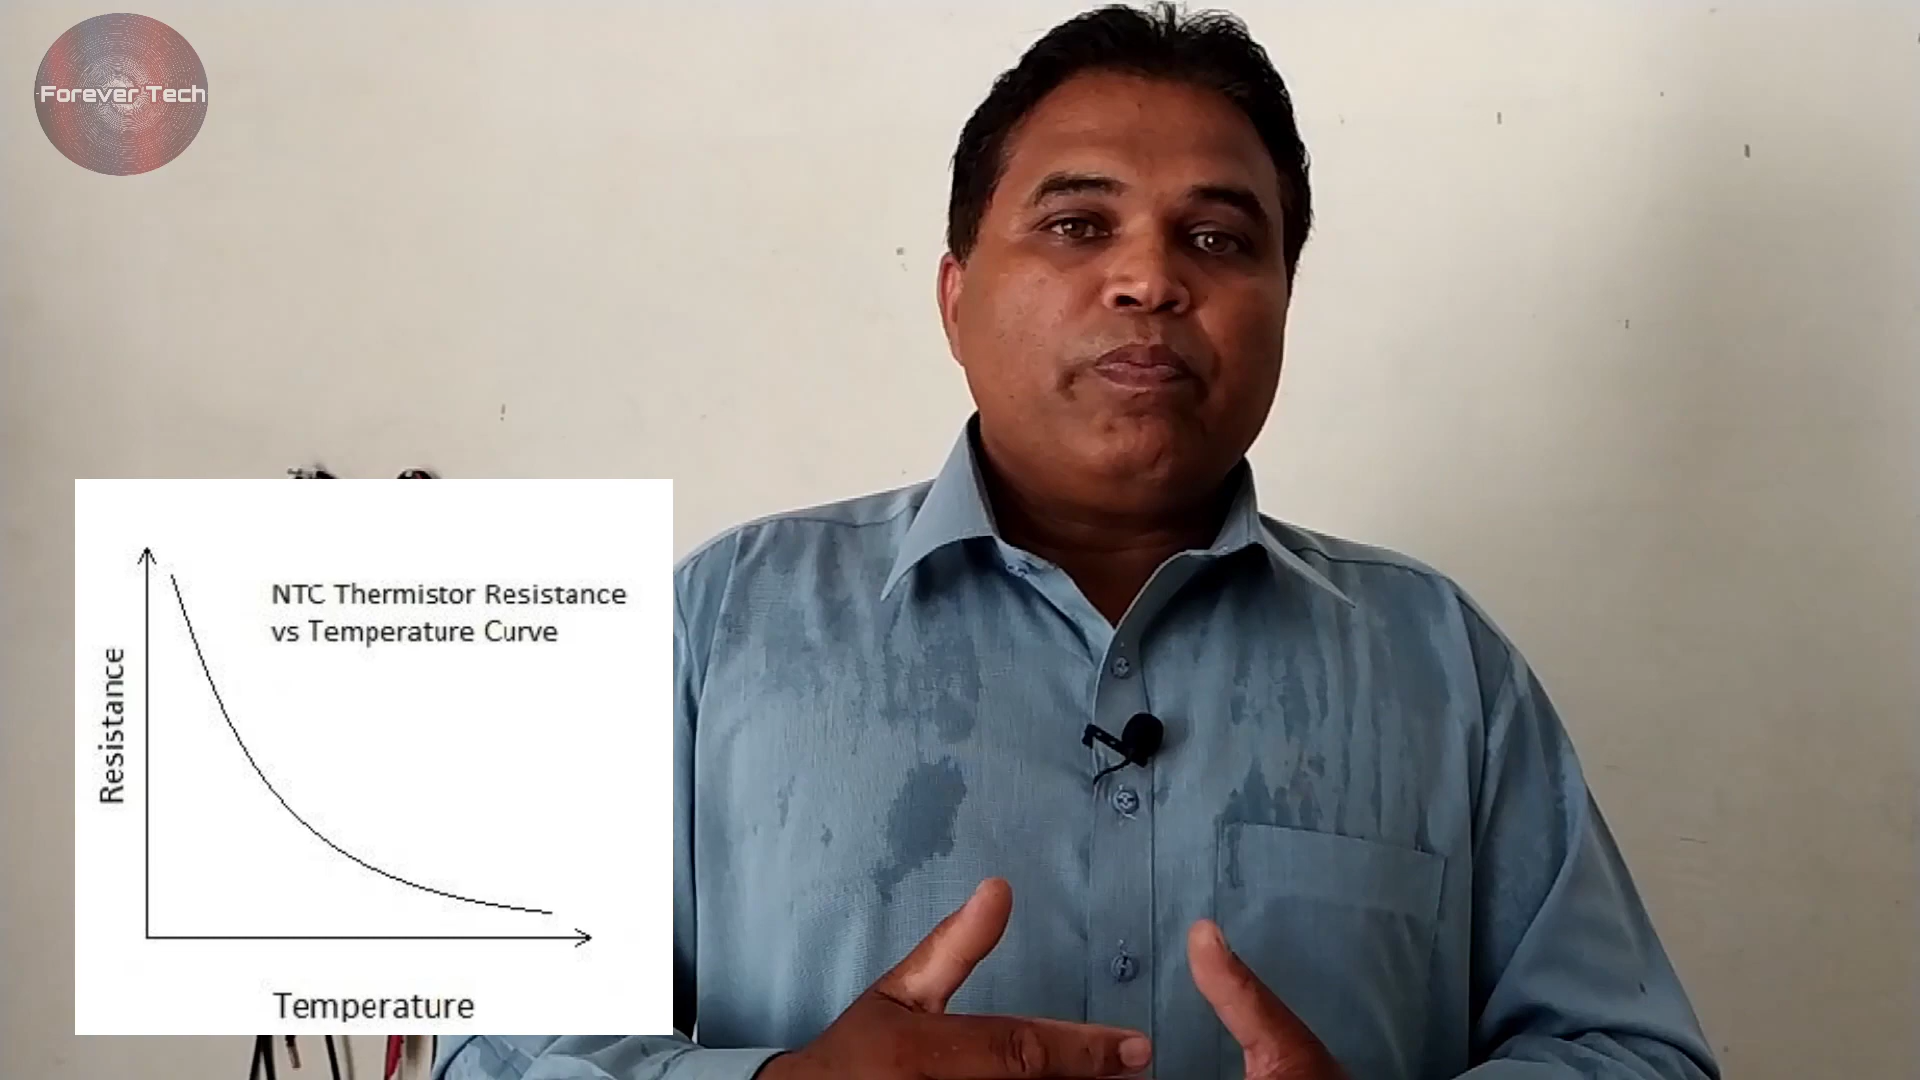 Forever Tech
NTC Thermistor Resistance
vs Temperature Curve
Resistance
Temperature